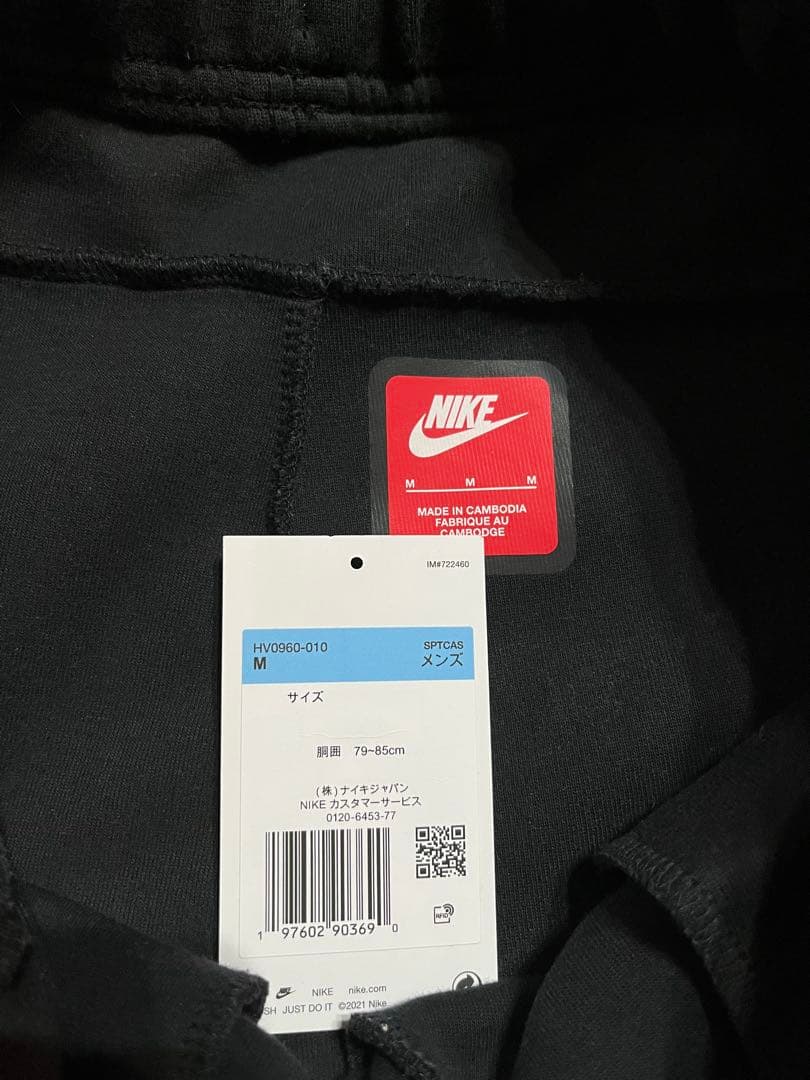 NIKE
M M M
MADE IN CAMBODIA
FABRIQUE AU
CAMBODGE
IM#722460
HV0960-010 SPTCAS
M メンズ
サイズ
胴囲 79~85cm
(株)ナイキジャパン
NIKE カスタマーサービス
0120-6453-77
RFID
1 97602 90369 0
NIKE nike.com
SH JUST DO IT ©2021 Nike